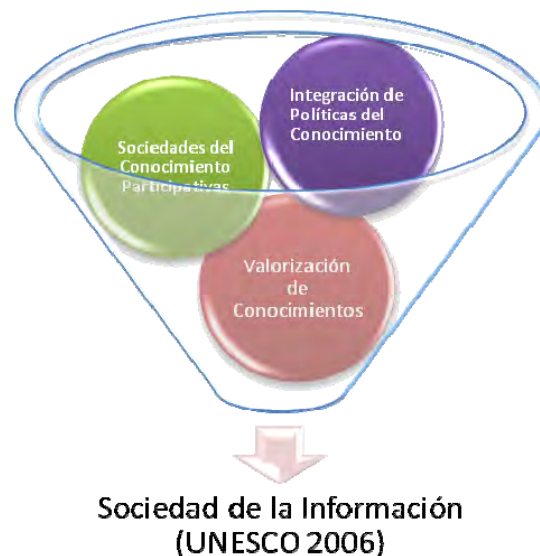 Integración de
Políticas del
Conocimiento
Sociedades del
Conocimiento
Participativas
Valorización
de
Conocimientos
Sociedad de la Información
(UNESCO 2006)